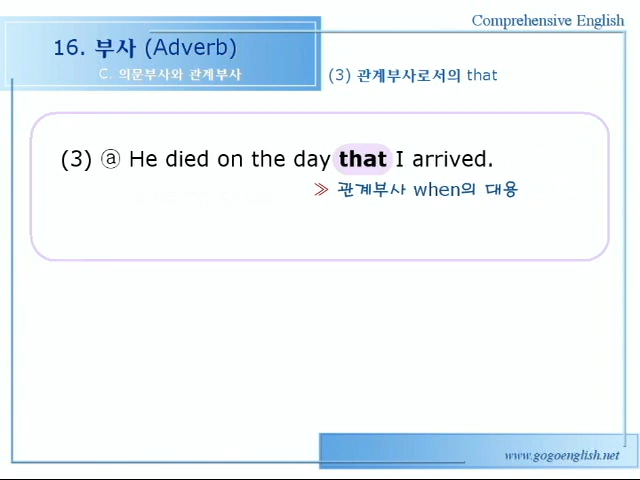 Comprehensive English
16. 부사 (Adverb)
C. 의문부사와 관계부사
(3) 관계부사로서의 that
(3) ⓐ He died on the day that I arrived.
≫ 관계부사 when의 대용
www.gogoenglish.net